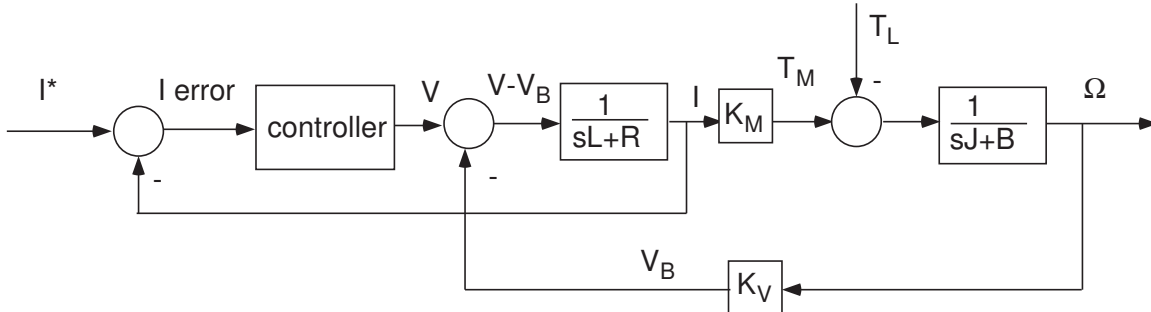 T_L
I*
I error
controller
V
V-V_B
1
sL+R
I
K_M
T_M
-
1
sJ+B
Ω
-
-
V_B
K_V